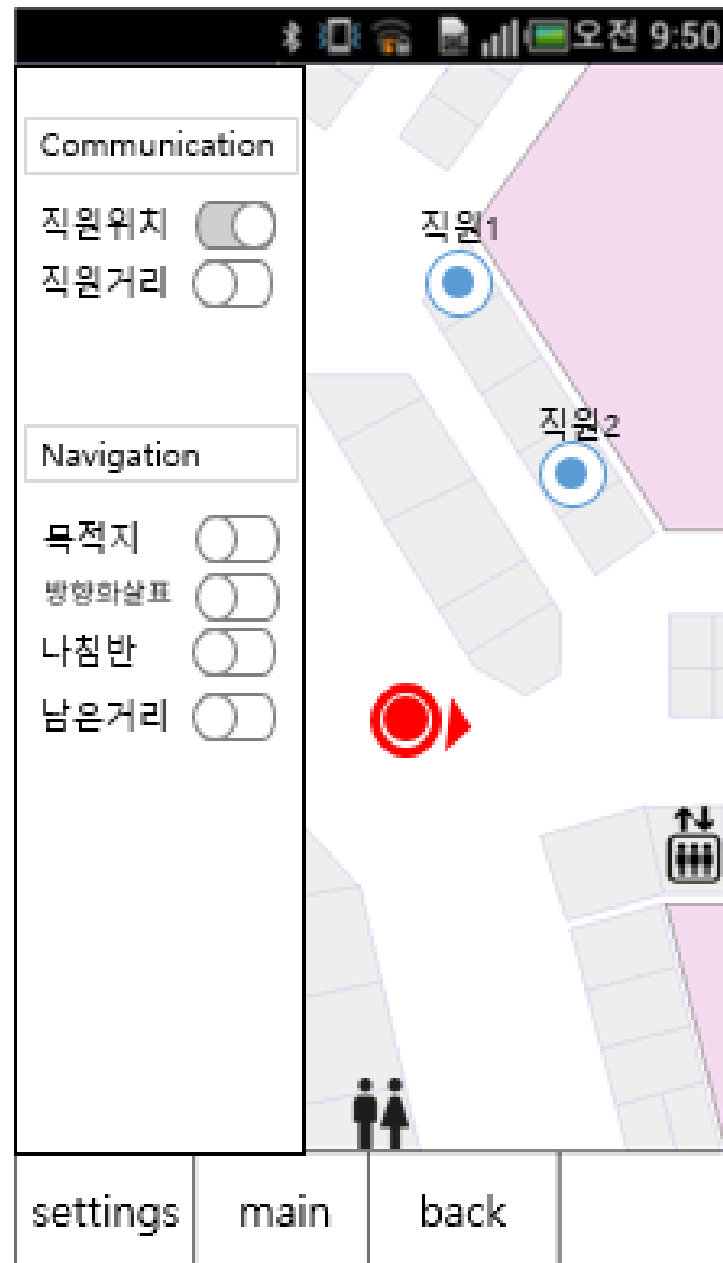 오전 9:50
Communication
직원위치
직원거리
Navigation
목적지
방향화살표
나침반
남은거리
직원1
직원2
settings main back